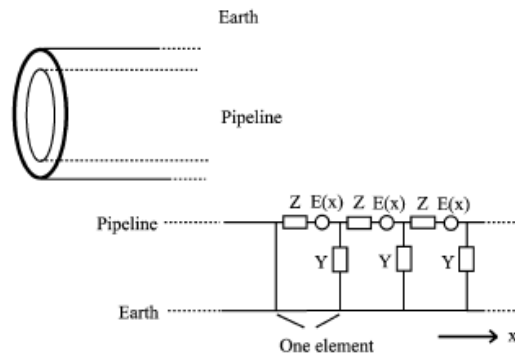 Earth
Pipeline
Z E(x) Z E(x) Z E(x)
Pipeline
Y Y Y
Earth
One element
x